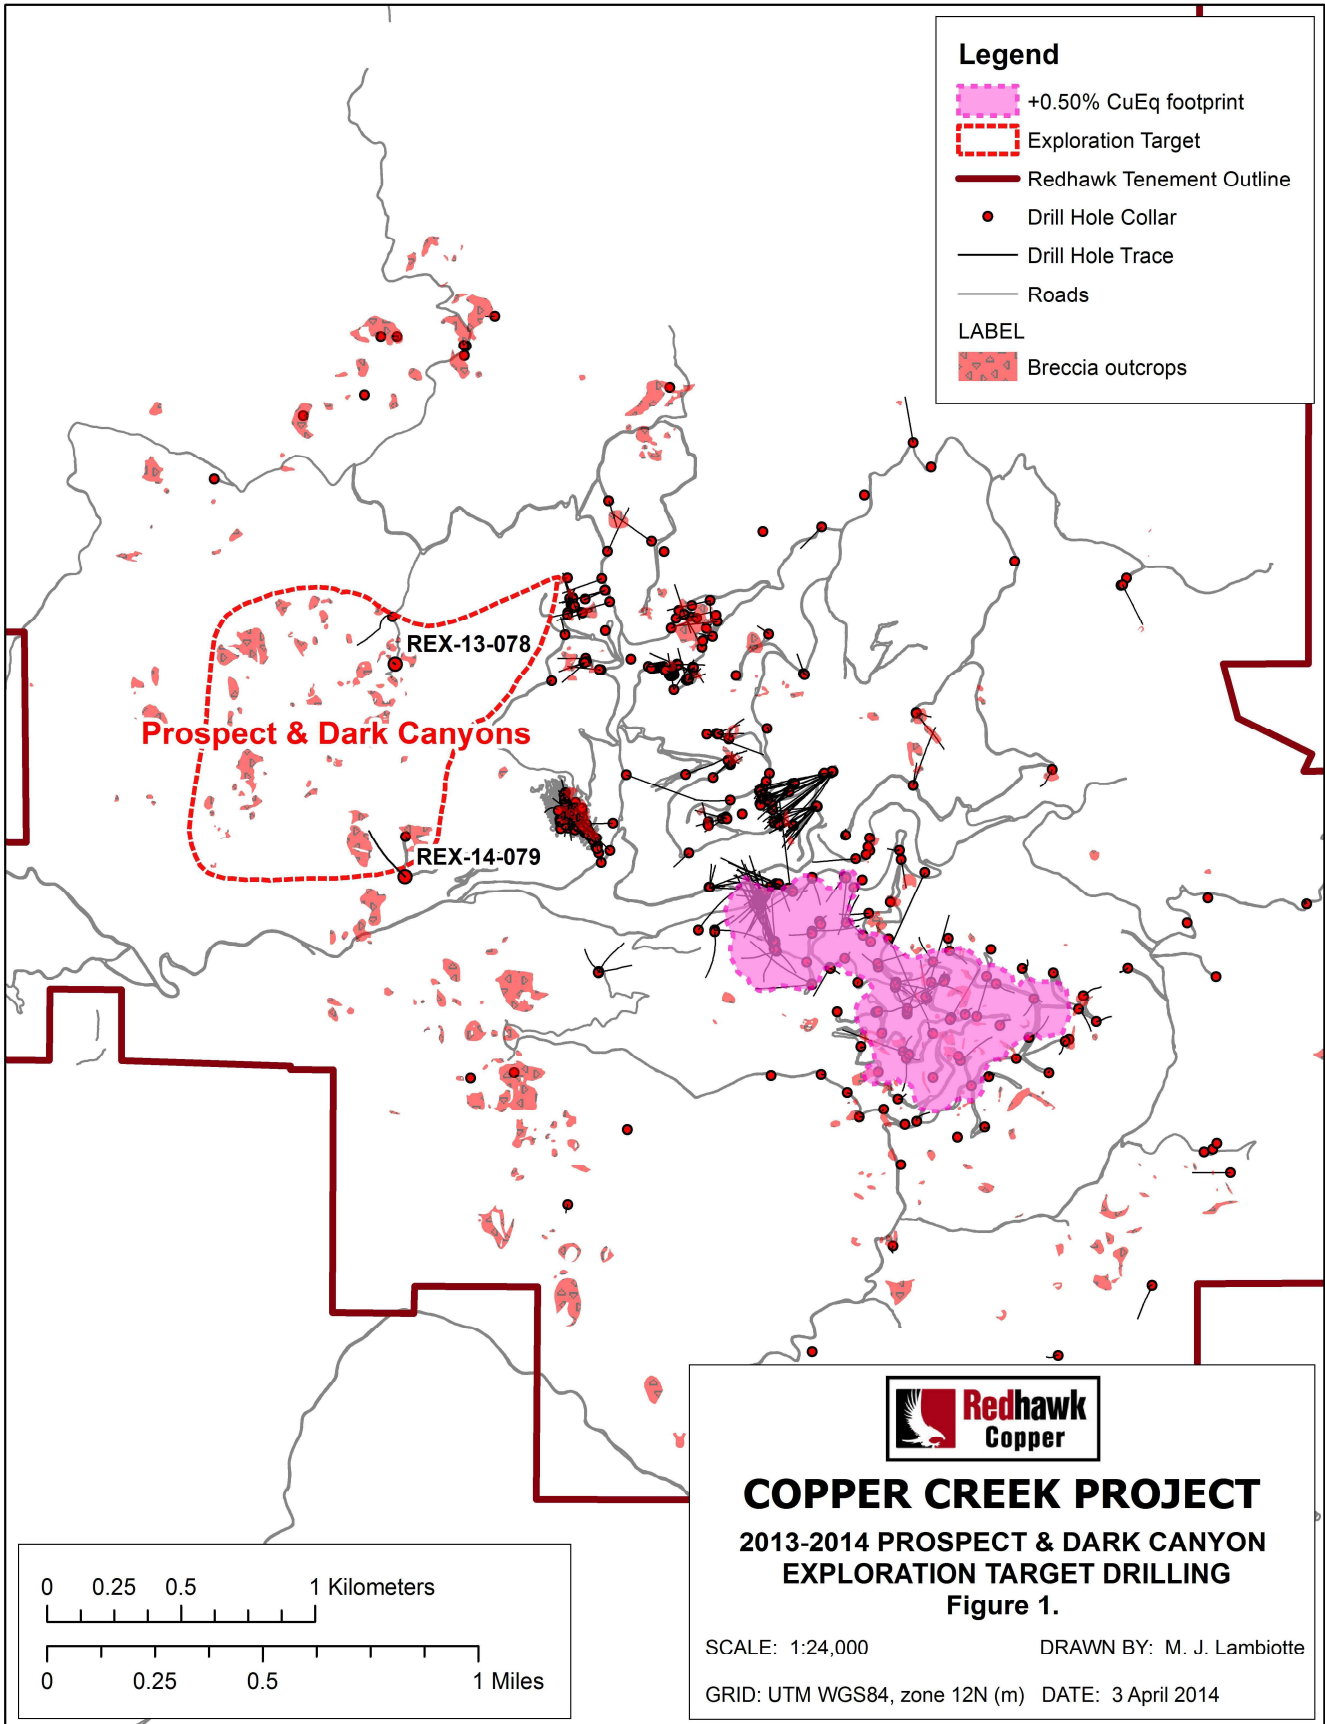 Legend
+0.50% CuEq footprint
Exploration Target
Redhawk Tenement Outline
Drill Hole Collar
Drill Hole Trace
Roads
LABEL
Breccia outcrops
REX-13-078
Prospect & Dark Canyons
REX-14-079
Redhawk
Copper
COPPER CREEK PROJECT
2013-2014 PROSPECT & DARK CANYON
EXPLORATION TARGET DRILLING
Figure 1.
SCALE: 1:24,000 DRAWN BY: M. J. Lambiotte
GRID: UTM WGS84, zone 12N (m) DATE: 3 April 2014
0 0.25 0.5 1 Kilometers
0 0.25 0.5 1 Miles